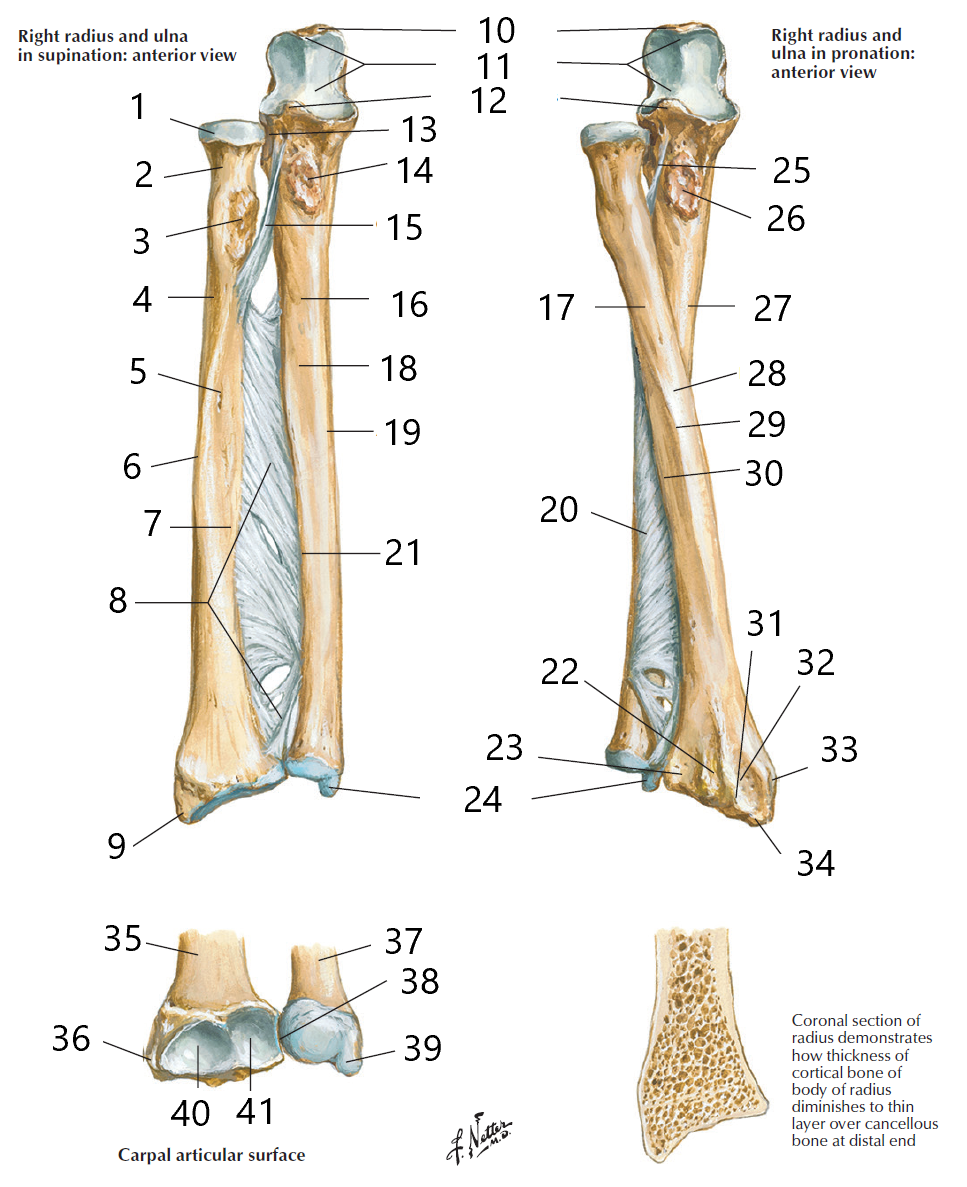 Right radius and ulna
in supination: anterior view
Right radius and
ulna in pronation:
anterior view
10
11
12
1
13
2
14
25
3
15
26
4
16
17
27
5
18
28
6
19
29
7
30
20
21
8
31
22
32
23
33
24
9
34
35
37
38
36
39
40
41
Carpal articular surface
F. Netter
M.D.
Coronal section of
radius demonstrates
how thickness of
cortical bone of
body of radius
diminishes to thin
layer over cancellous
bone at distal end